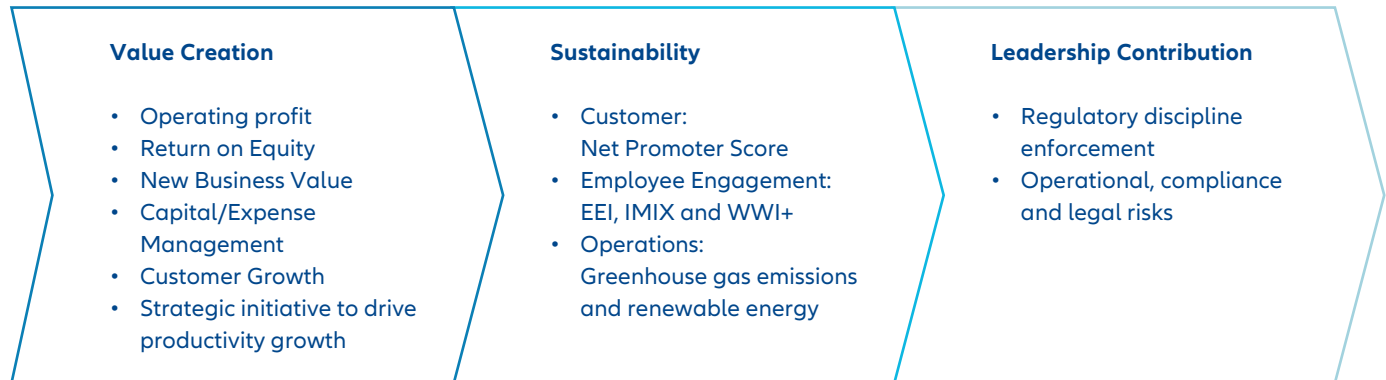 Value Creation
• Operating profit
• Return on Equity
• New Business Value
• Capital/Expense
Management
• Customer Growth
• Strategic initiative to drive
productivity growth
Sustainability
• Customer:
Net Promoter Score
• Employee Engagement:
EEI, IMIX and WWI+
• Operations:
Greenhouse gas emissions
and renewable energy
Leadership Contribution
• Regulatory discipline
enforcement
• Operational, compliance
and legal risks